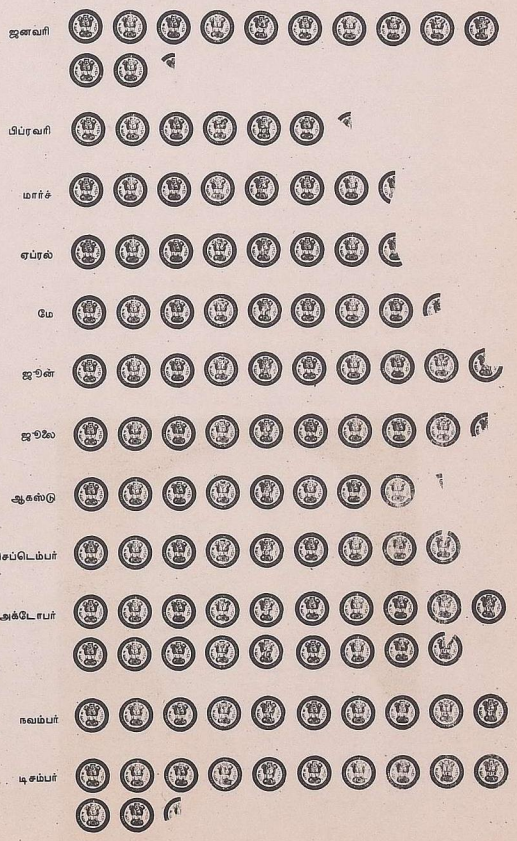 ஜனவரி
பிப்ரவரி
மார்ச்
ஏப்ரல்
மே
ஜூன்
ஜூலை
ஆகஸ்டு
செப்டெம்பர்
அக்டோபர்
நவம்பர்
டிசம்பர்